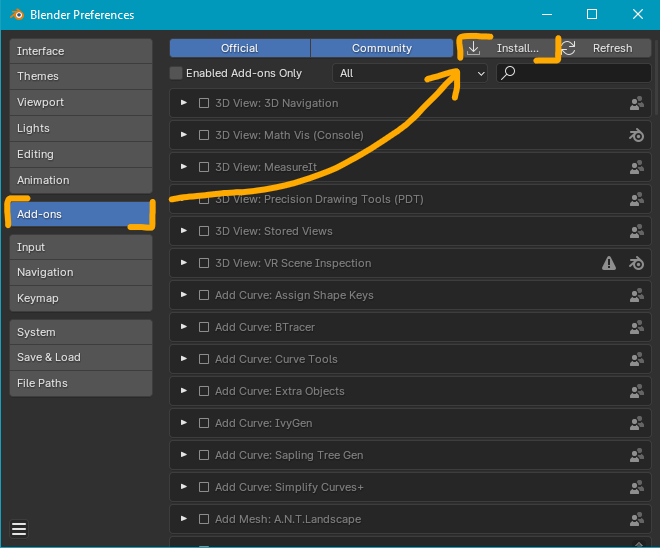 Blender Preferences
Interface
Themes
Viewport
Lights
Editing
Animation
Add-ons
Input
Navigation
Keymap
System
Save & Load
File Paths
Official Community Install... Refresh
Enabled Add-ons Only All
3D View: 3D Navigation
3D View: Math Vis (Console)
3D View: MeasureIt
3D View: Precision Drawing Tools (PDT)
3D View: Stored Views
3D View: VR Scene Inspection
Add Curve: Assign Shape Keys
Add Curve: BTracer
Add Curve: Curve Tools
Add Curve: Extra Objects
Add Curve: IvyGen
Add Curve: Sapling Tree Gen
Add Curve: Simplify Curves+
Add Mesh: A.N.T.Landscape